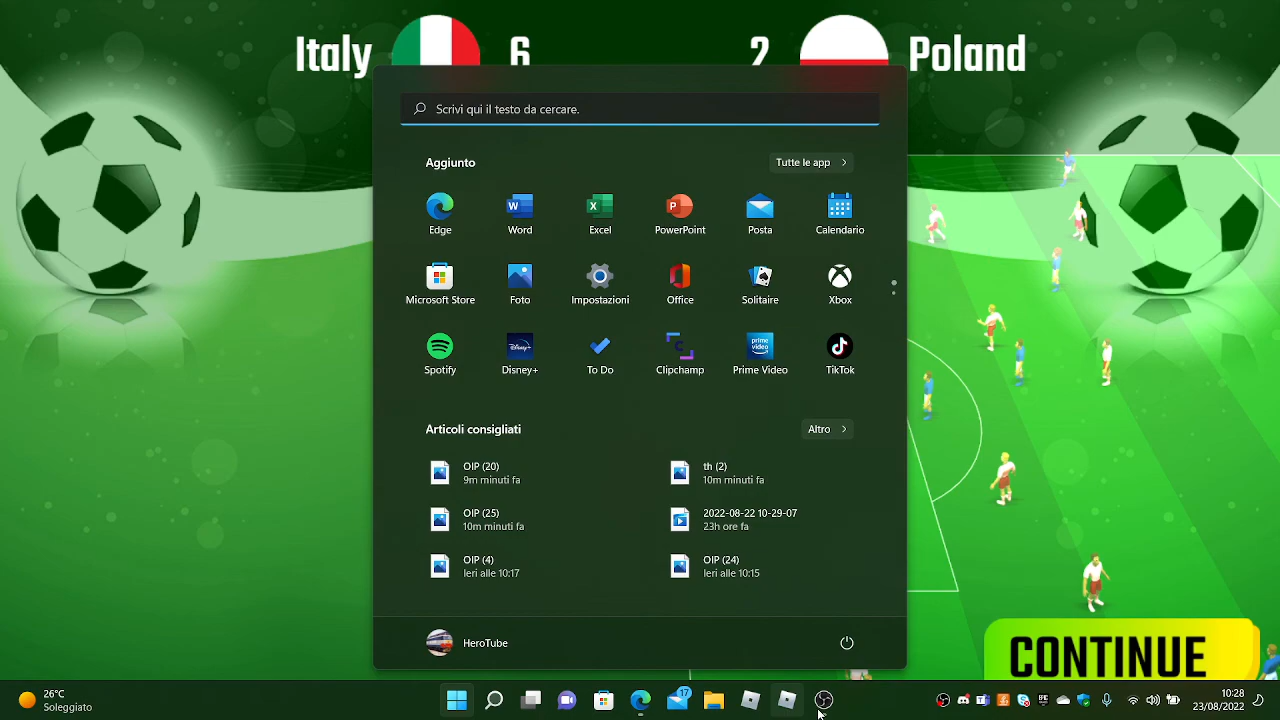 Italy 6 2 Poland
Scrivi qui il testo da cercare.
Aggiunto
Tutte le app
Edge
Word
Excel
PowerPoint
Posta
Calendario
Microsoft Store
Foto
Impostazioni
Office
Solitaire
Xbox
Spotify
Disney+
To Do
Clipchamp
prime video
Prime Video
TikTok
Articoli consigliati
Altro
OIP (20)
9m minuti fa
th (2)
10m minuti fa
OIP (25)
10m minuti fa
2022-08-22 10-29-07
23h ore fa
OIP (4)
Ieri alle 10:17
OIP (24)
Ieri alle 10:15
HeroTube
CONTINUE
26°C
Soleggiato
17
10:28
23/08/2022